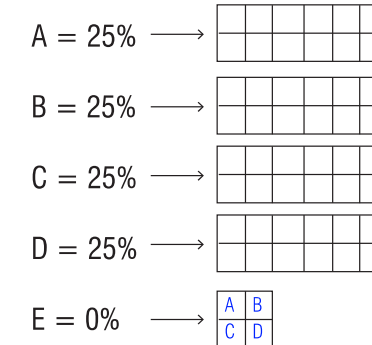 A = 25%
B = 25%
C = 25%
D = 25%
E = 0%
A B
C D